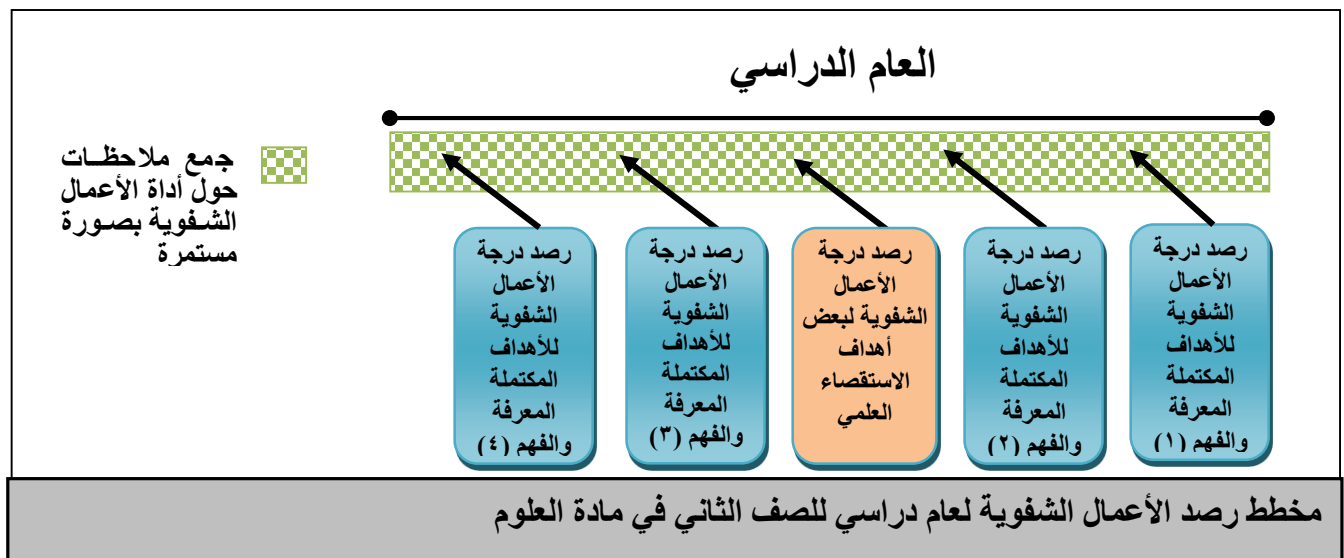 العام الدراسي
جمع ملاحظات
حول أداة الأعمال
الشفوية بصورة
مستمرة
رصد درجة
الأعمال
الشفوية
للأهداف
المكتملة
المعرفة
والفهم (١)
رصد درجة
الأعمال
الشفوية
للأهداف
المكتملة
المعرفة
والفهم (٢)
رصد درجة
الأعمال
الشفوية لبعض
أهداف
الاستقصاء
العلمي
رصد درجة
الأعمال
الشفوية
للأهداف
المكتملة
المعرفة
والفهم (٣)
رصد درجة
الأعمال
الشفوية
للأهداف
المكتملة
المعرفة
والفهم (٤)
مخطط رصد الأعمال الشفوية لعام دراسي للصف الثاني في مادة العلوم